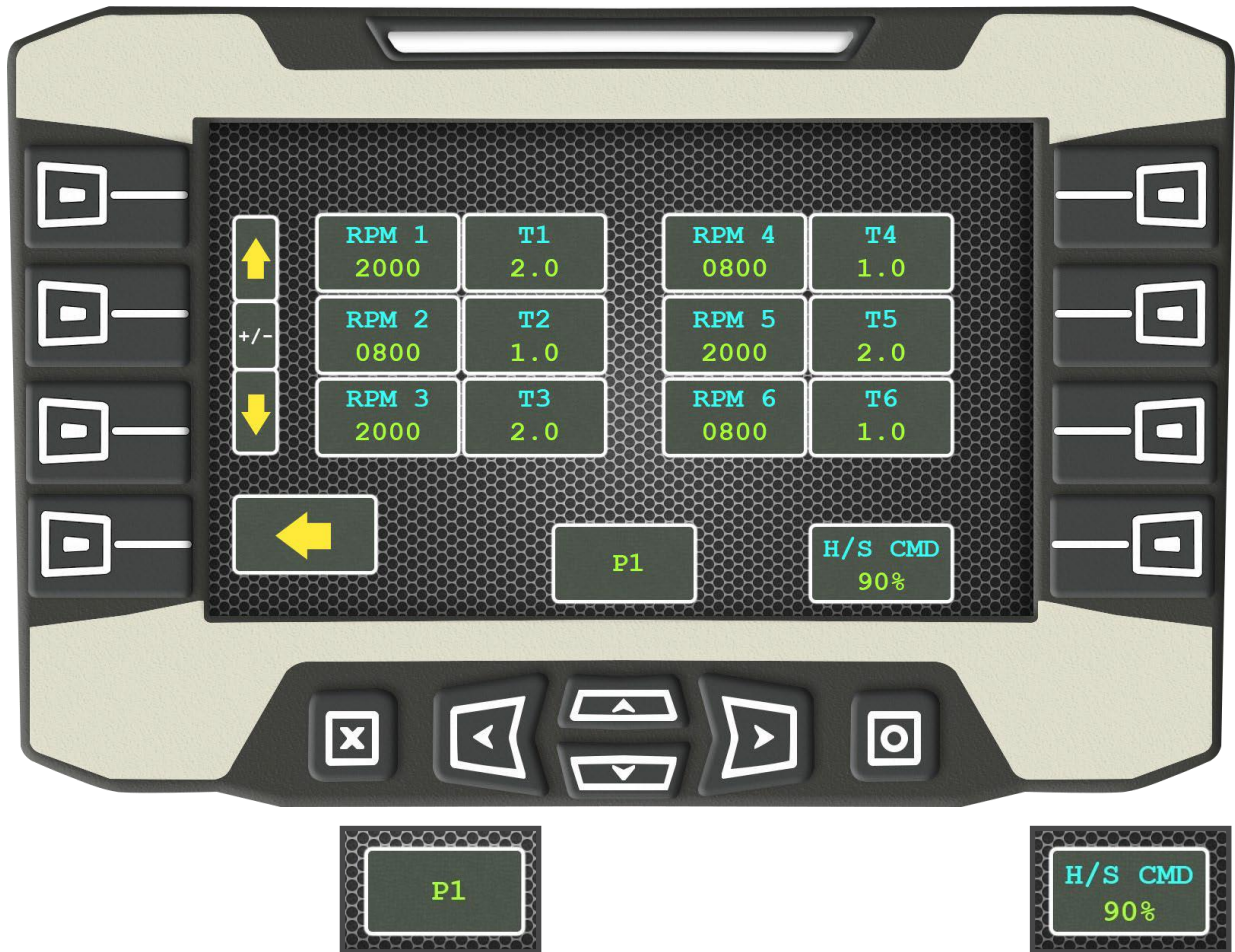 RPM 1 T1 RPM 4 T4
2000 2.0 0800 1.0
+/- RPM 2 T2 RPM 5 T5
0800 1.0 2000 2.0
RPM 3 T3 RPM 6 T6
2000 2.0 0800 1.0
P1
H/S CMD
90%
P1
H/S CMD
90%